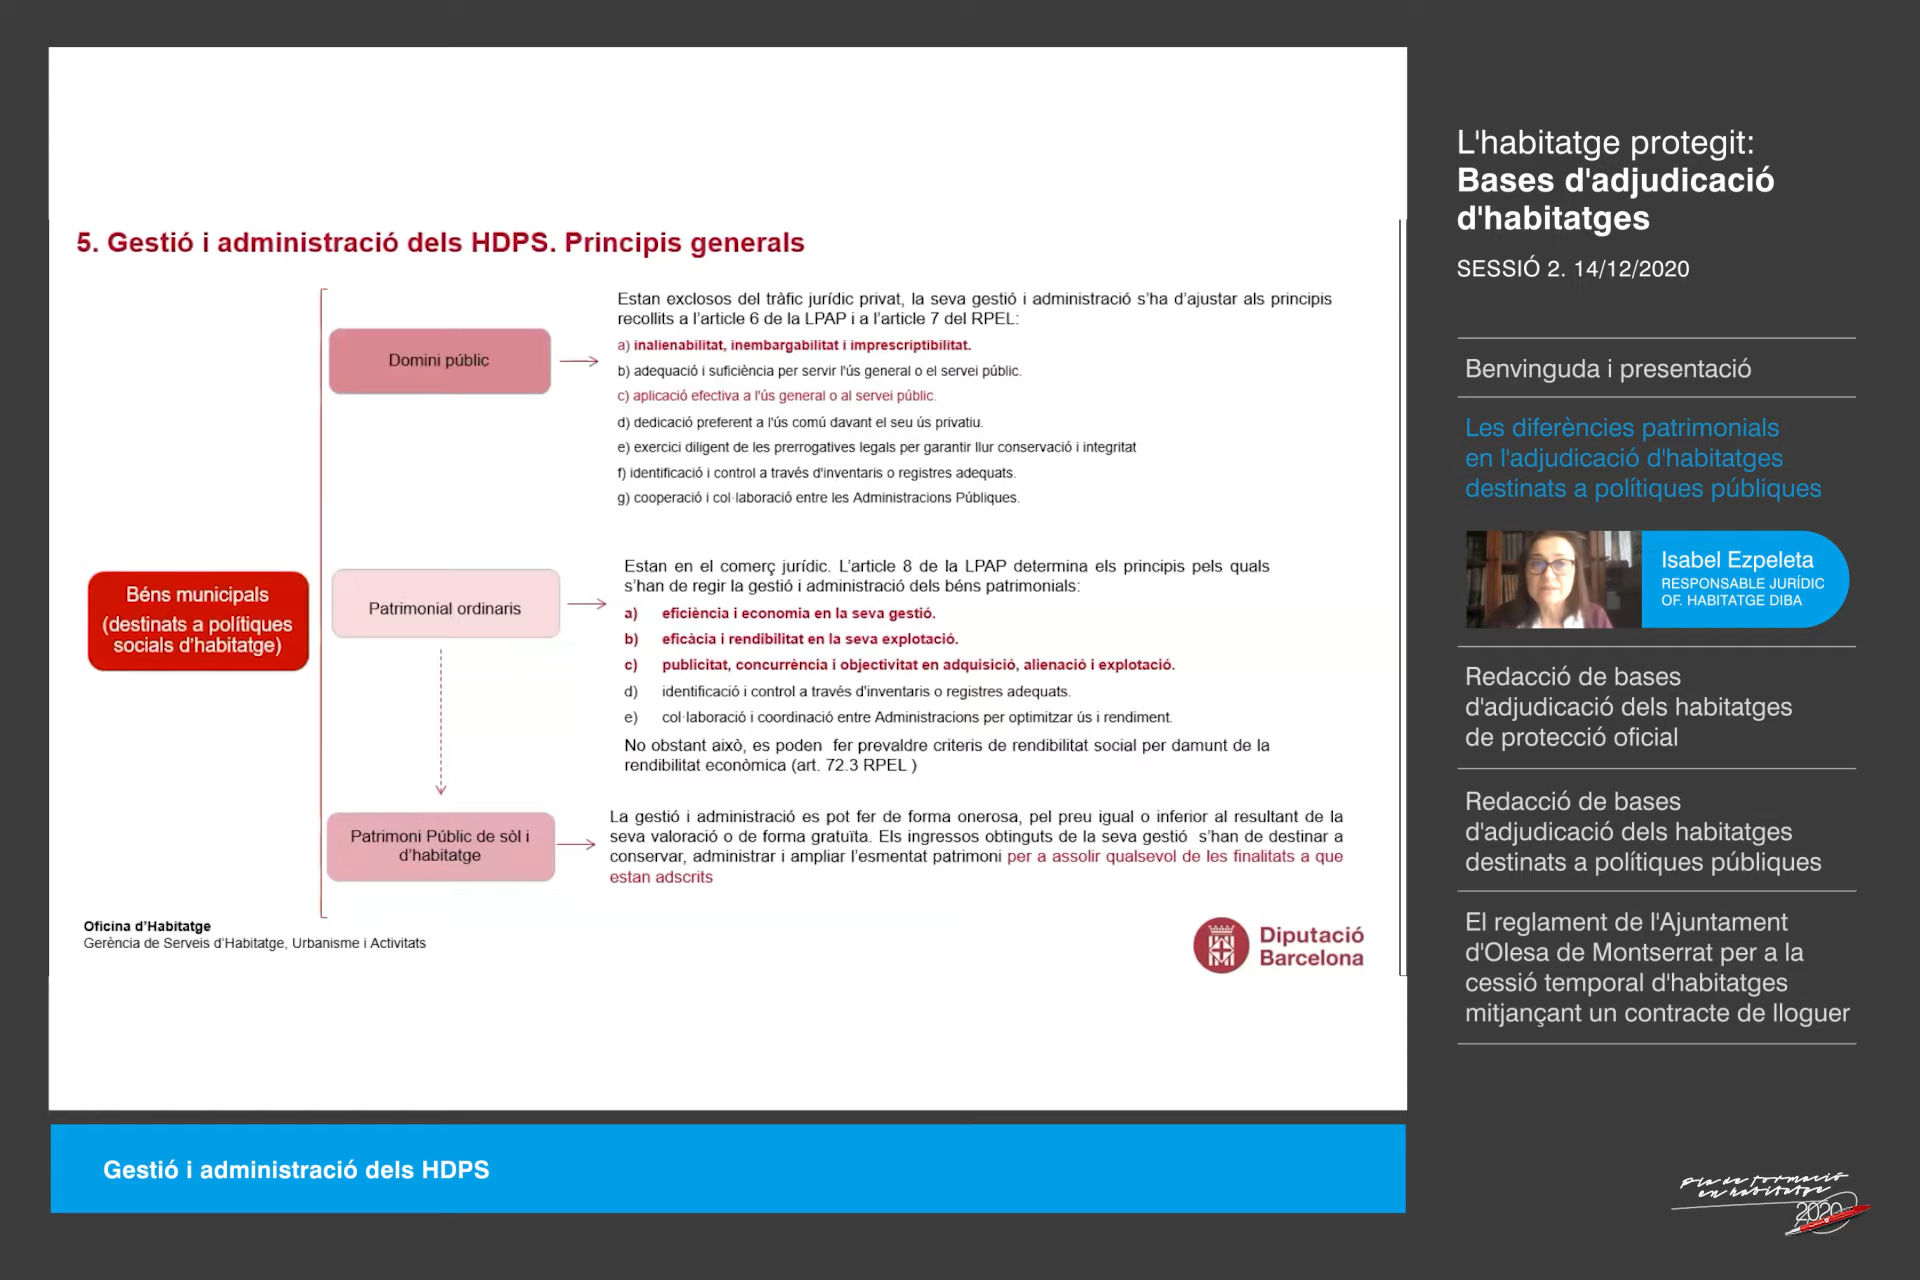 5. Gestió i administració dels HDPS. Principis generals
Domini públic
Estan exclosos del tràfic jurídic privat, la seva gestió i administració s'ha d'ajustar als principis
recollits a l'article 6 de la LPAP i a l'article 7 del RPEL:
a) inalienabilitat, inembargabilitat i imprescriptibilitat.
b) adequació i suficiència per servir l'ús general o el servei públic.
c) aplicació efectiva a l'ús general o al servei públic.
d) dedicació preferent a l'ús comú davant el seu ús privatiu.
e) exercici diligent de les prerrogatives legals per garantir llur conservació i integritat
f) identificació i control a través d'inventaris o registres adequats.
g) cooperació i col·laboració entre les Administracions Públiques.
Béns municipals
(destinats a polítiques
socials d'habitatge)
Patrimonial ordinaris
Estan en el comerç jurídic. L'article 8 de la LPAP determina els principis pels quals
s'han de regir la gestió i administració dels béns patrimonials:
a) eficiència i economia en la seva gestió.
b) eficàcia i rendibilitat en la seva explotació.
c) publicitat, concurrència i objectivitat en adquisició, alienació i explotació.
d) identificació i control a través d'inventaris o registres adequats.
e) col·laboració i coordinació entre Administracions per optimitzar ús i rendiment.
No obstant això, es poden fer prevaldre criteris de rendibilitat social per damunt de la
rendibilitat econòmica (art. 72.3 RPEL )
Patrimoni Públic de sòl i
d'habitatge
La gestió i administració es pot fer de forma onerosa, pel preu igual o inferior al resultant de la
seva valoració o de forma gratuïta. Els ingressos obtinguts de la seva gestió s'han de destinar a
conservar, administrar i ampliar l'esmentat patrimoni per a assolir qualsevol de les finalitats a que
estan adscrits
Oficina d'Habitatge
Gerència de Serveis d'Habitatge, Urbanisme i Activitats
Diputació
Barcelona
Gestió i administració dels HDPS
L'habitatge protegit:
Bases d'adjudicació
d'habitatges
SESSIÓ 2. 14/12/2020
Benvinguda i presentació
Les diferències patrimonials
en l'adjudicació d'habitatges
destinats a polítiques públiques
Isabel Ezpeleta
RESPONSABLE JURÍDIC
OF. HABITATGE DIBA
Redacció de bases
d'adjudicació dels habitatges
de protecció oficial
Redacció de bases
d'adjudicació dels habitatges
destinats a polítiques públiques
El reglament de l'Ajuntament
d'Olesa de Montserrat per a la
cessió temporal d'habitatges
mitjançant un contracte de lloguer
pla de formació
en habitatge
2020